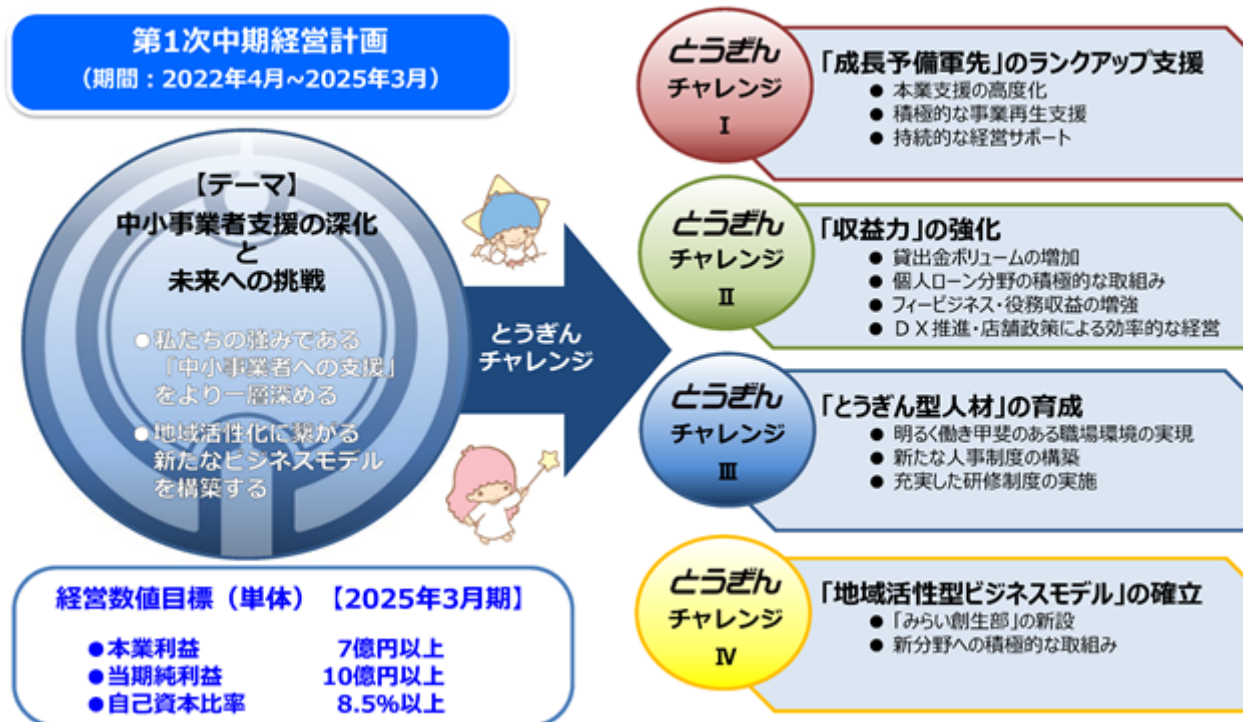 第1次中期経営計画
(期間:2022年4月~2025年3月)
【テーマ】
中小事業者支援の深化
と
未来への挑戦
●私たちの強みである
「中小事業者への支援」
をより一層深める
●地域活性化に繋がる
新たなビジネスモデル
を構築する
経営数値目標(単体)【2025年3月期】
●本業利益 7億円以上
●当期純利益 10億円以上
●自己資本比率 8.5%以上
とうぎん
チャレンジ
とうぎん
チャレンジ
Ⅰ
「成長予備軍先」のランクアップ支援
● 本業支援の高度化
● 積極的な事業再生支援
● 持続的な経営サポート
とうぎん
チャレンジ
Ⅱ
「収益力」の強化
● 貸出金ボリュームの増加
● 個人ローン分野の積極的な取組み
● フィービジネス・役務収益の増強
● DX推進・店舗政策による効率的な経営
とうぎん
チャレンジ
Ⅲ
「とうぎん型人材」の育成
● 明るく働き甲斐のある職場環境の実現
● 新たな人事制度の構築
● 充実した研修制度の実施
とうぎん
チャレンジ
Ⅳ
「地域活性型ビジネスモデル」の確立
● 「みらい創生部」の新設
● 新分野への積極的な取組み